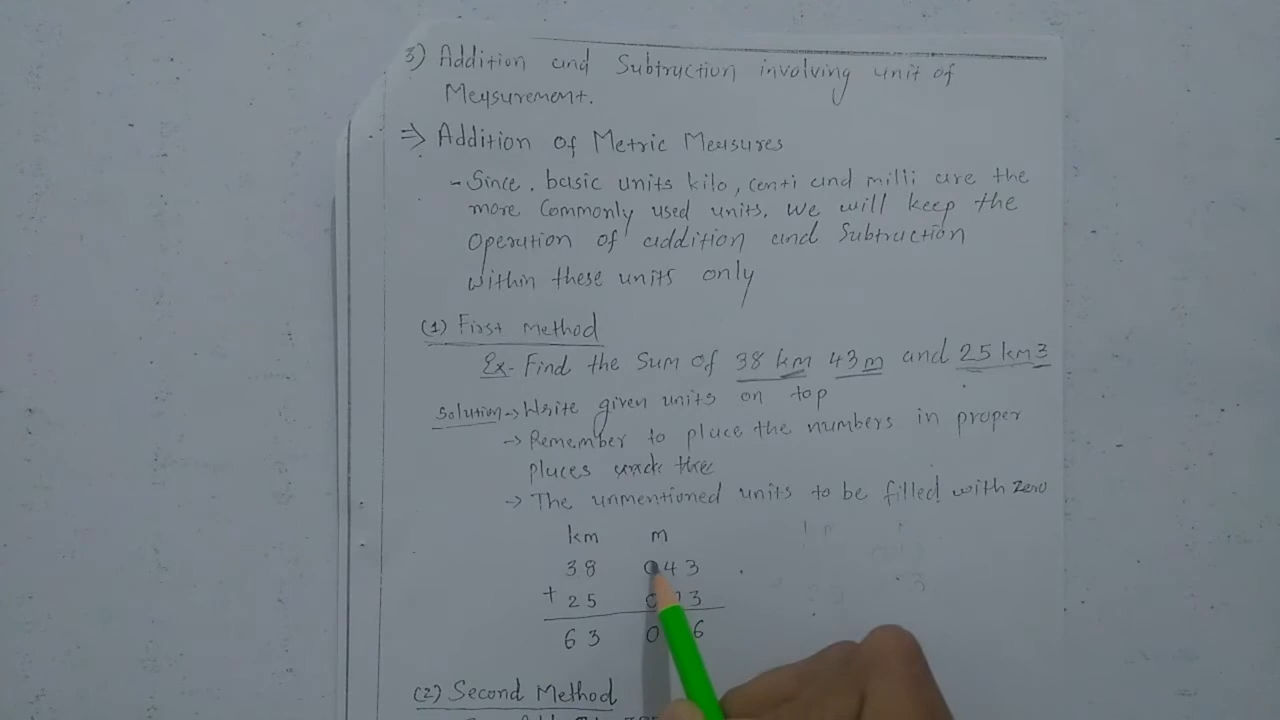 3) Addition and Subtruction involving unit of
Measurement.
⇒ Addition of Metric Measures
- Since, basic units kilo, centi and milli are the
more Commonly used units. We will keep the
Operation of addition and Subtraction
within these units only
(1) First Method
Ex- Find the Sum of 38 km 43 m and 25 km 3
Solution → Write given units on top
→ Remember to place the numbers in proper
places
→ The unmentioned units to be filled with zero
km m
38 043
+ 25 0 3
63 0 6
(2) Second Method